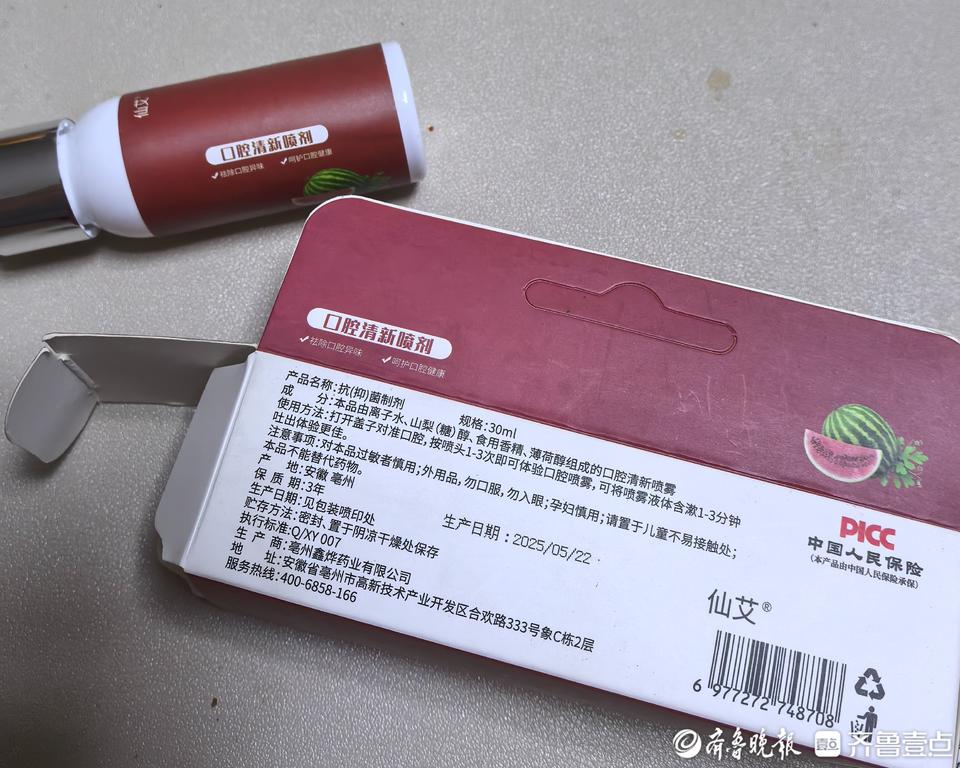 仙艾
口腔清新喷剂
✓祛除口腔异味 ✓呵护口腔健康
口腔清新喷剂
✓祛除口腔异味 ✓呵护口腔健康
产品名称:抗(抑)菌制剂 规格:30ml
成 分:本品由离子水、山梨(糖)醇、食用香精、薄荷醇组成的口腔清新喷雾
使用方法:打开盖子对准口腔,按喷头1-3次即可体验口腔喷雾,可将喷雾液体含漱1-3分钟
吐出体验更佳。
注意事项:对本品过敏者慎用;外用品,勿口服,勿入眼;孕妇慎用;请置于儿童不易接触处;
本品不能替代药物。
产 地:安徽 亳州
保 质 期:3年
生产日期:见包装喷印处 生产日期:2025/05/22
贮存方法:密封、置于阴凉干燥处保存
执行标准:Q/XY 007
生 产 商:亳州鑫烨药业有限公司
地 址:安徽省亳州市高新技术产业开发区合欢路333号象C栋2层
服务热线:400-6858-166
PICC
中国人民保险
(本产品由中国人民保险承保)
仙艾®
6 977272 748708
齐鲁晚报 壹点 齐鲁壹点